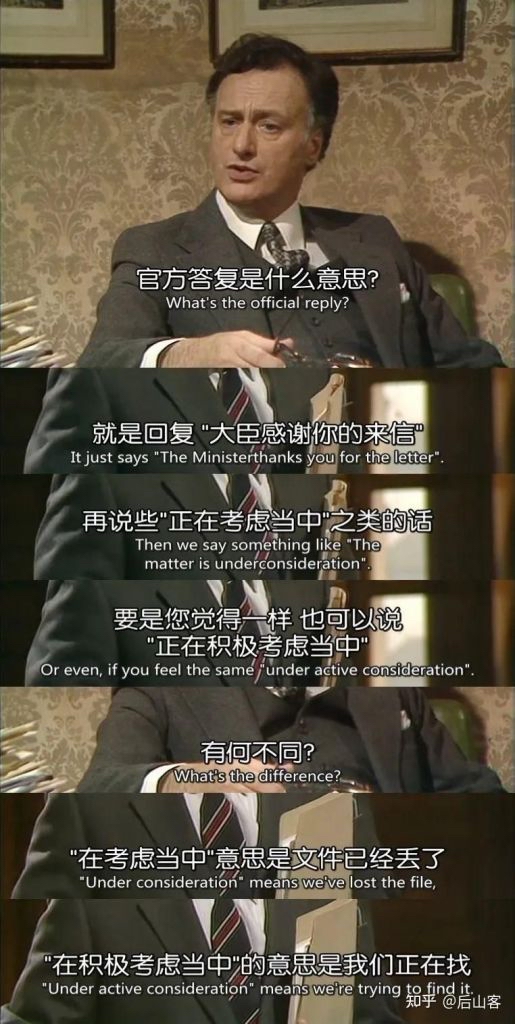 官方答复是什么意思?
What's the official reply?
就是回复 "大臣感谢你的来信"
It just says "The Ministerthanks you for the letter".
再说些"正在考虑当中"之类的话
Then we say something like "The
matter is underconsideration".
要是您觉得一样 也可以说
"正在积极考虑当中"
Or even, if you feel the same "under active consideration".
有何不同?
What's the difference?
"在考虑当中"意思是文件已经丢了
"Under consideration" means we've lost the file,
"在积极考虑当中"的意思是我们正在找
"Under active consideration" means we're trying to find it.
知乎 @后山客